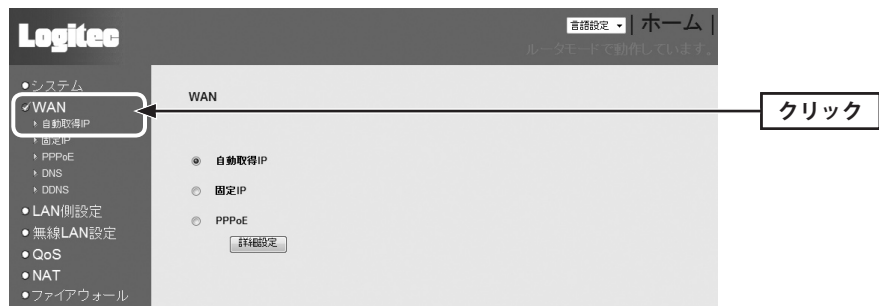 Logitec
言語設定
ホーム
ルータモードで動作しています。
システム
WAN
自動取得IP
固定IP
PPPoE
DNS
DDNS
LAN側設定
無線LAN設定
QoS
NAT
ファイアウォール
WAN
自動取得IP
固定IP
PPPoE
詳細設定
クリック